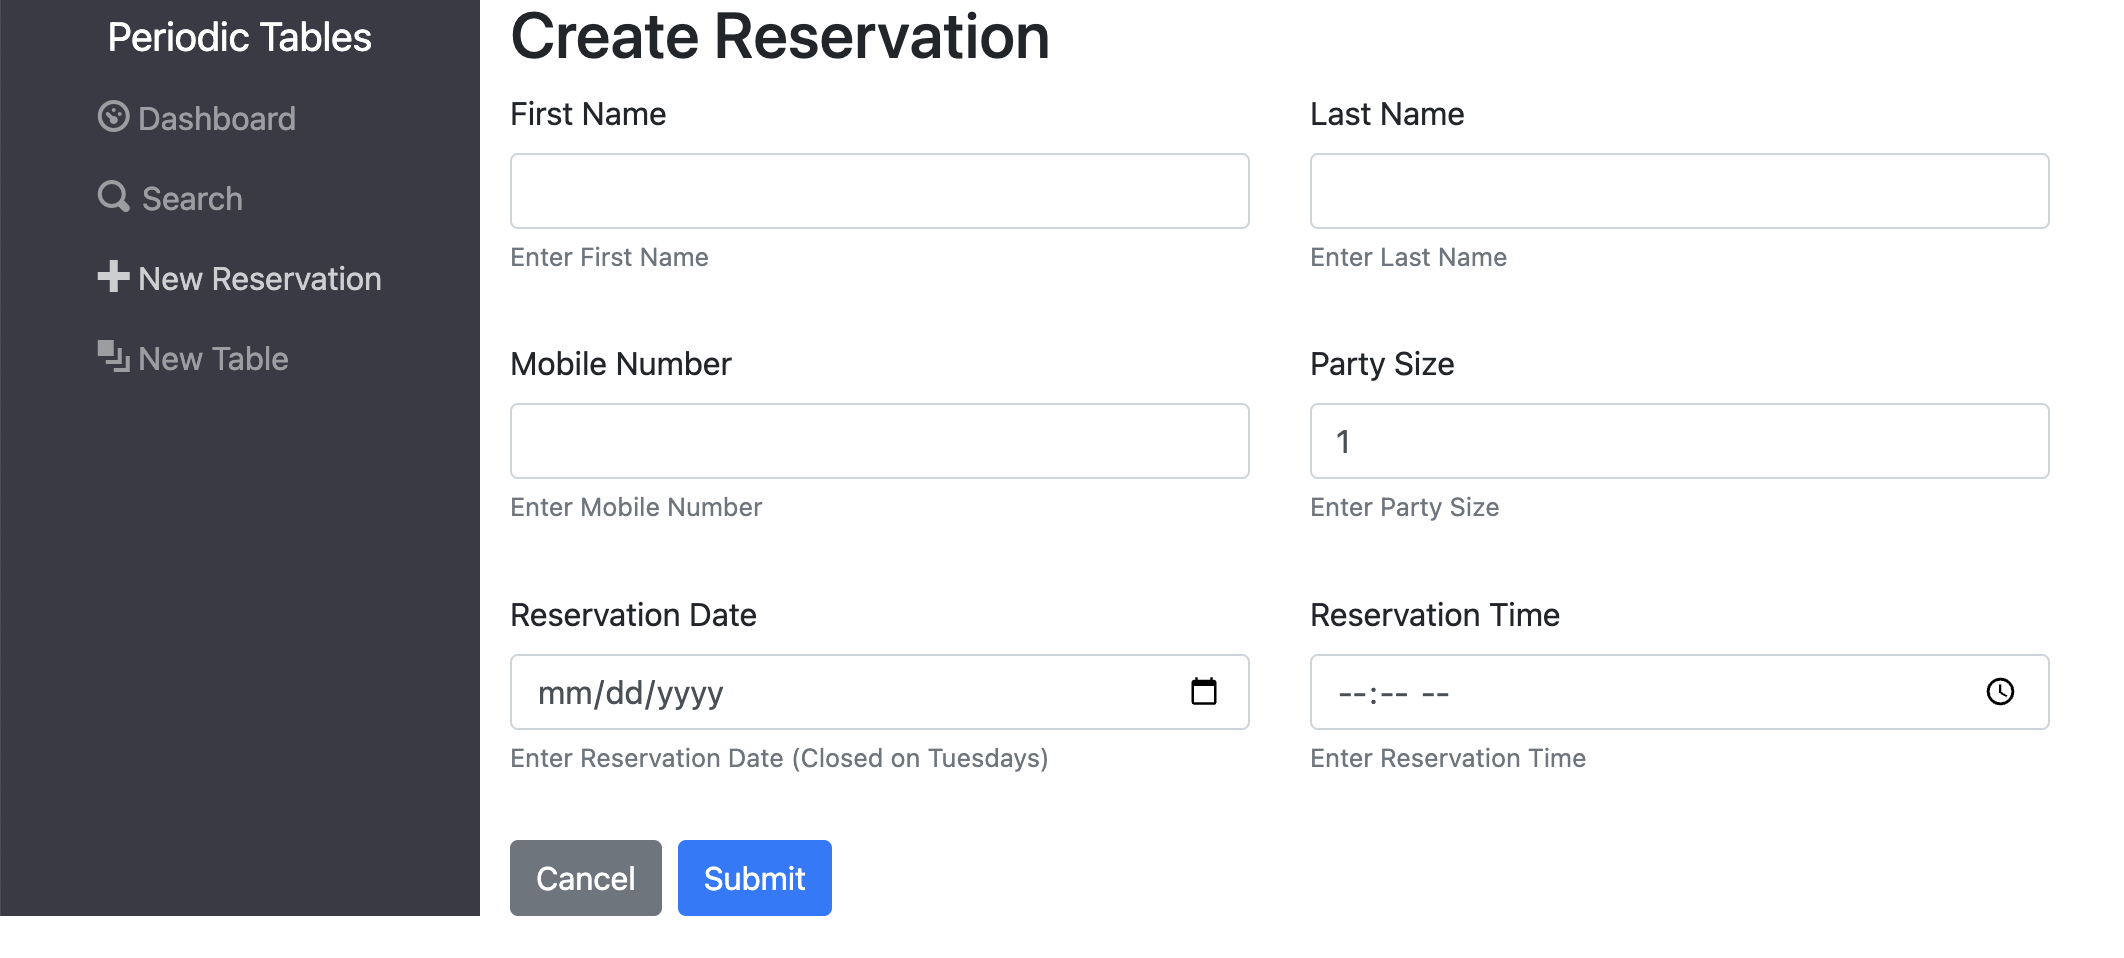 Periodic Tables
Dashboard
Search
New Reservation
New Table
Create Reservation
First Name
Enter First Name
Last Name
Enter Last Name
Mobile Number
Enter Mobile Number
Party Size
1
Enter Party Size
Reservation Date
mm/dd/yyyy
Enter Reservation Date (Closed on Tuesdays)
Reservation Time
--:-- --
Enter Reservation Time
Cancel
Submit